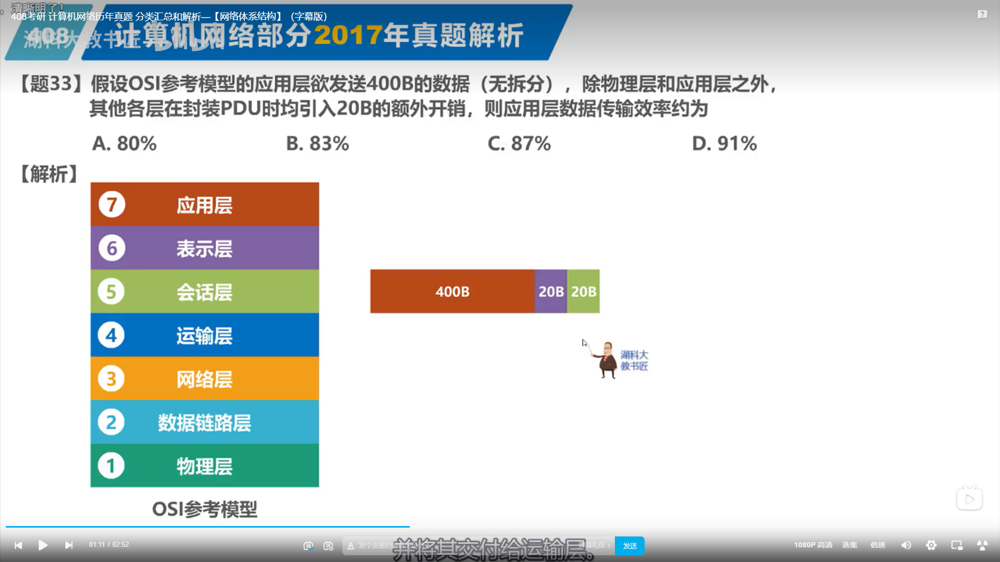 清晰明了！
408考研 计算机网络历年真题 分类汇总和解析—【网络体系结构】（字幕版）
408 计算机网络部分2017年真题解析
湖科大教书匠 bilibili
【题33】假设OSI参考模型的应用层欲发送400B的数据（无拆分），除物理层和应用层之外，
其他各层在封装PDU时均引入20B的额外开销，则应用层数据传输效率约为
A. 80% B. 83% C. 87% D. 91%
【解析】
7 应用层
6 表示层
5 会话层
400B 20B 20B
4 运输层
湖科大
教书匠
3 网络层
2 数据链路层
1 物理层
OSI参考模型
并将其交付给运输层。
01:11 / 02:52
发个友善的弹幕见证当下
弹幕礼仪
发送
1080P 高清 选集 倍速